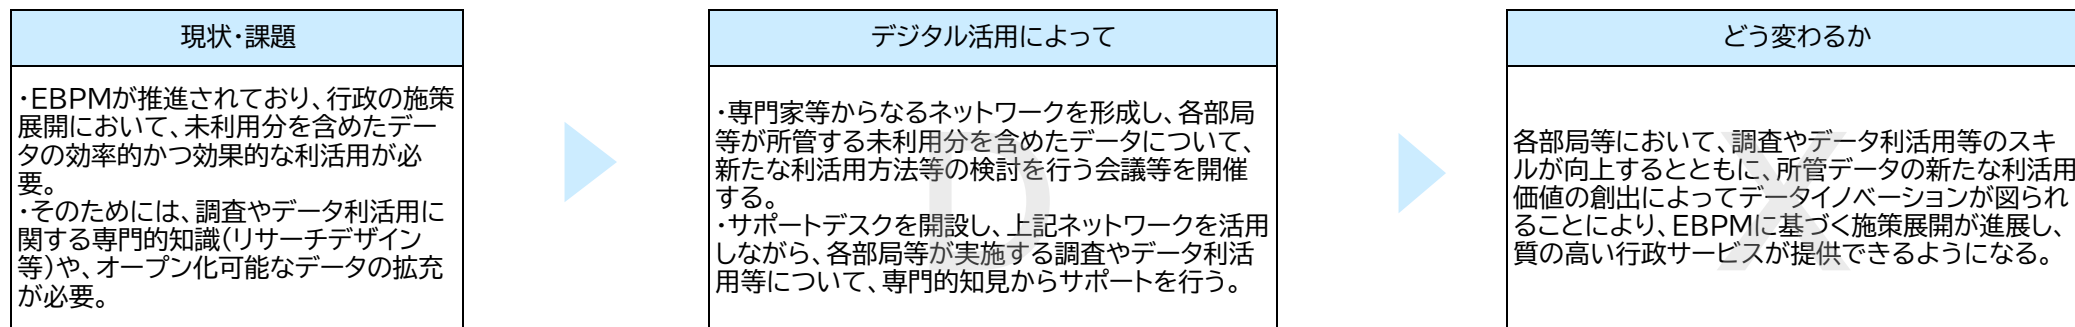 現状・課題
・EBPMが推進されており、行政の施策
展開において、未利用分を含めたデー
タの効率的かつ効果的な利活用が必
要。
・そのためには、調査やデータ利活用に
関する専門的知識(リサーチデザイン
等)や、オープン化可能なデータの拡充
が必要。
デジタル活用によって
・専門家等からなるネットワークを形成し、各部局
等が所管する未利用分を含めたデータについて、
新たな利活用方法等の検討を行う会議等を開催
する。
・サポートデスクを開設し、上記ネットワークを活用
しながら、各部局等が実施する調査やデータ利活
用等について、専門的知見からサポートを行う。
どう変わるか
各部局等において、調査やデータ利活用等のスキ
ルが向上するとともに、所管データの新たな利活用
価値の創出によってデータイノベーションが図られ
ることにより、EBPMに基づく施策展開が進展し、
質の高い行政サービスが提供できるようになる。
D X